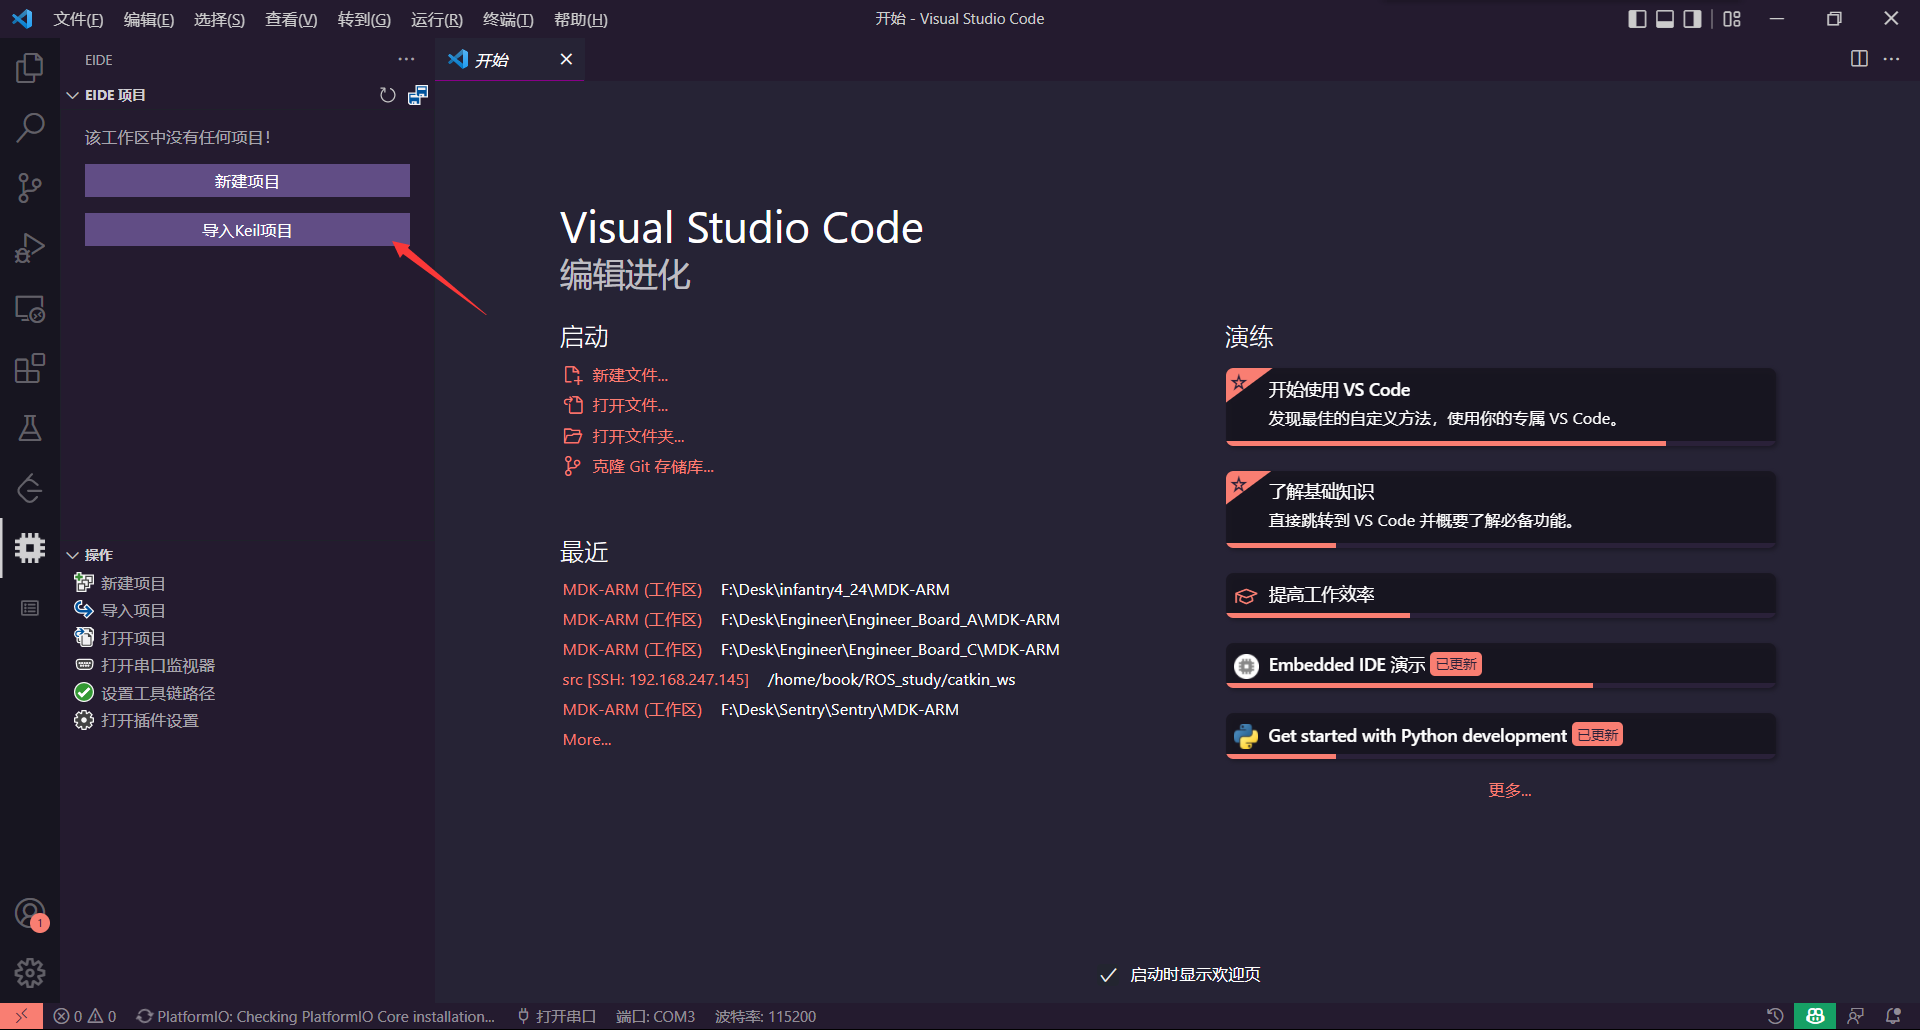 文件(F) 编辑(E) 选择(S) 查看(V) 转到(G) 运行(R) 终端(T) 帮助(H)
开始 - Visual Studio Code
EIDE
EIDE 项目
该工作区中没有任何项目!
新建项目
导入Keil项目
操作
新建项目
导入项目
打开项目
打开串口监视器
设置工具链路径
打开插件设置
1
开始
Visual Studio Code
编辑进化
启动
新建文件...
打开文件...
打开文件夹...
克隆 Git 存储库...
最近
MDK-ARM (工作区) F:\Desk\infantry4_24\MDK-ARM
MDK-ARM (工作区) F:\Desk\Engineer\Engineer_Board_A\MDK-ARM
MDK-ARM (工作区) F:\Desk\Engineer\Engineer_Board_C\MDK-ARM
src [SSH: 192.168.247.145] /home/book/ROS_study/catkin_ws
MDK-ARM (工作区) F:\Desk\Sentry\Sentry\MDK-ARM
More...
演练
开始使用 VS Code
发现最佳的自定义方法，使用你的专属 VS Code。
了解基础知识
直接跳转到 VS Code 并概要了解必备功能。
提高工作效率
Embedded IDE 演示 已更新
Get started with Python development 已更新
更多...
启动时显示欢迎页
0 0 PlatformIO: Checking PlatformIO Core installation... 打开串口 端口: COM3 波特率: 115200